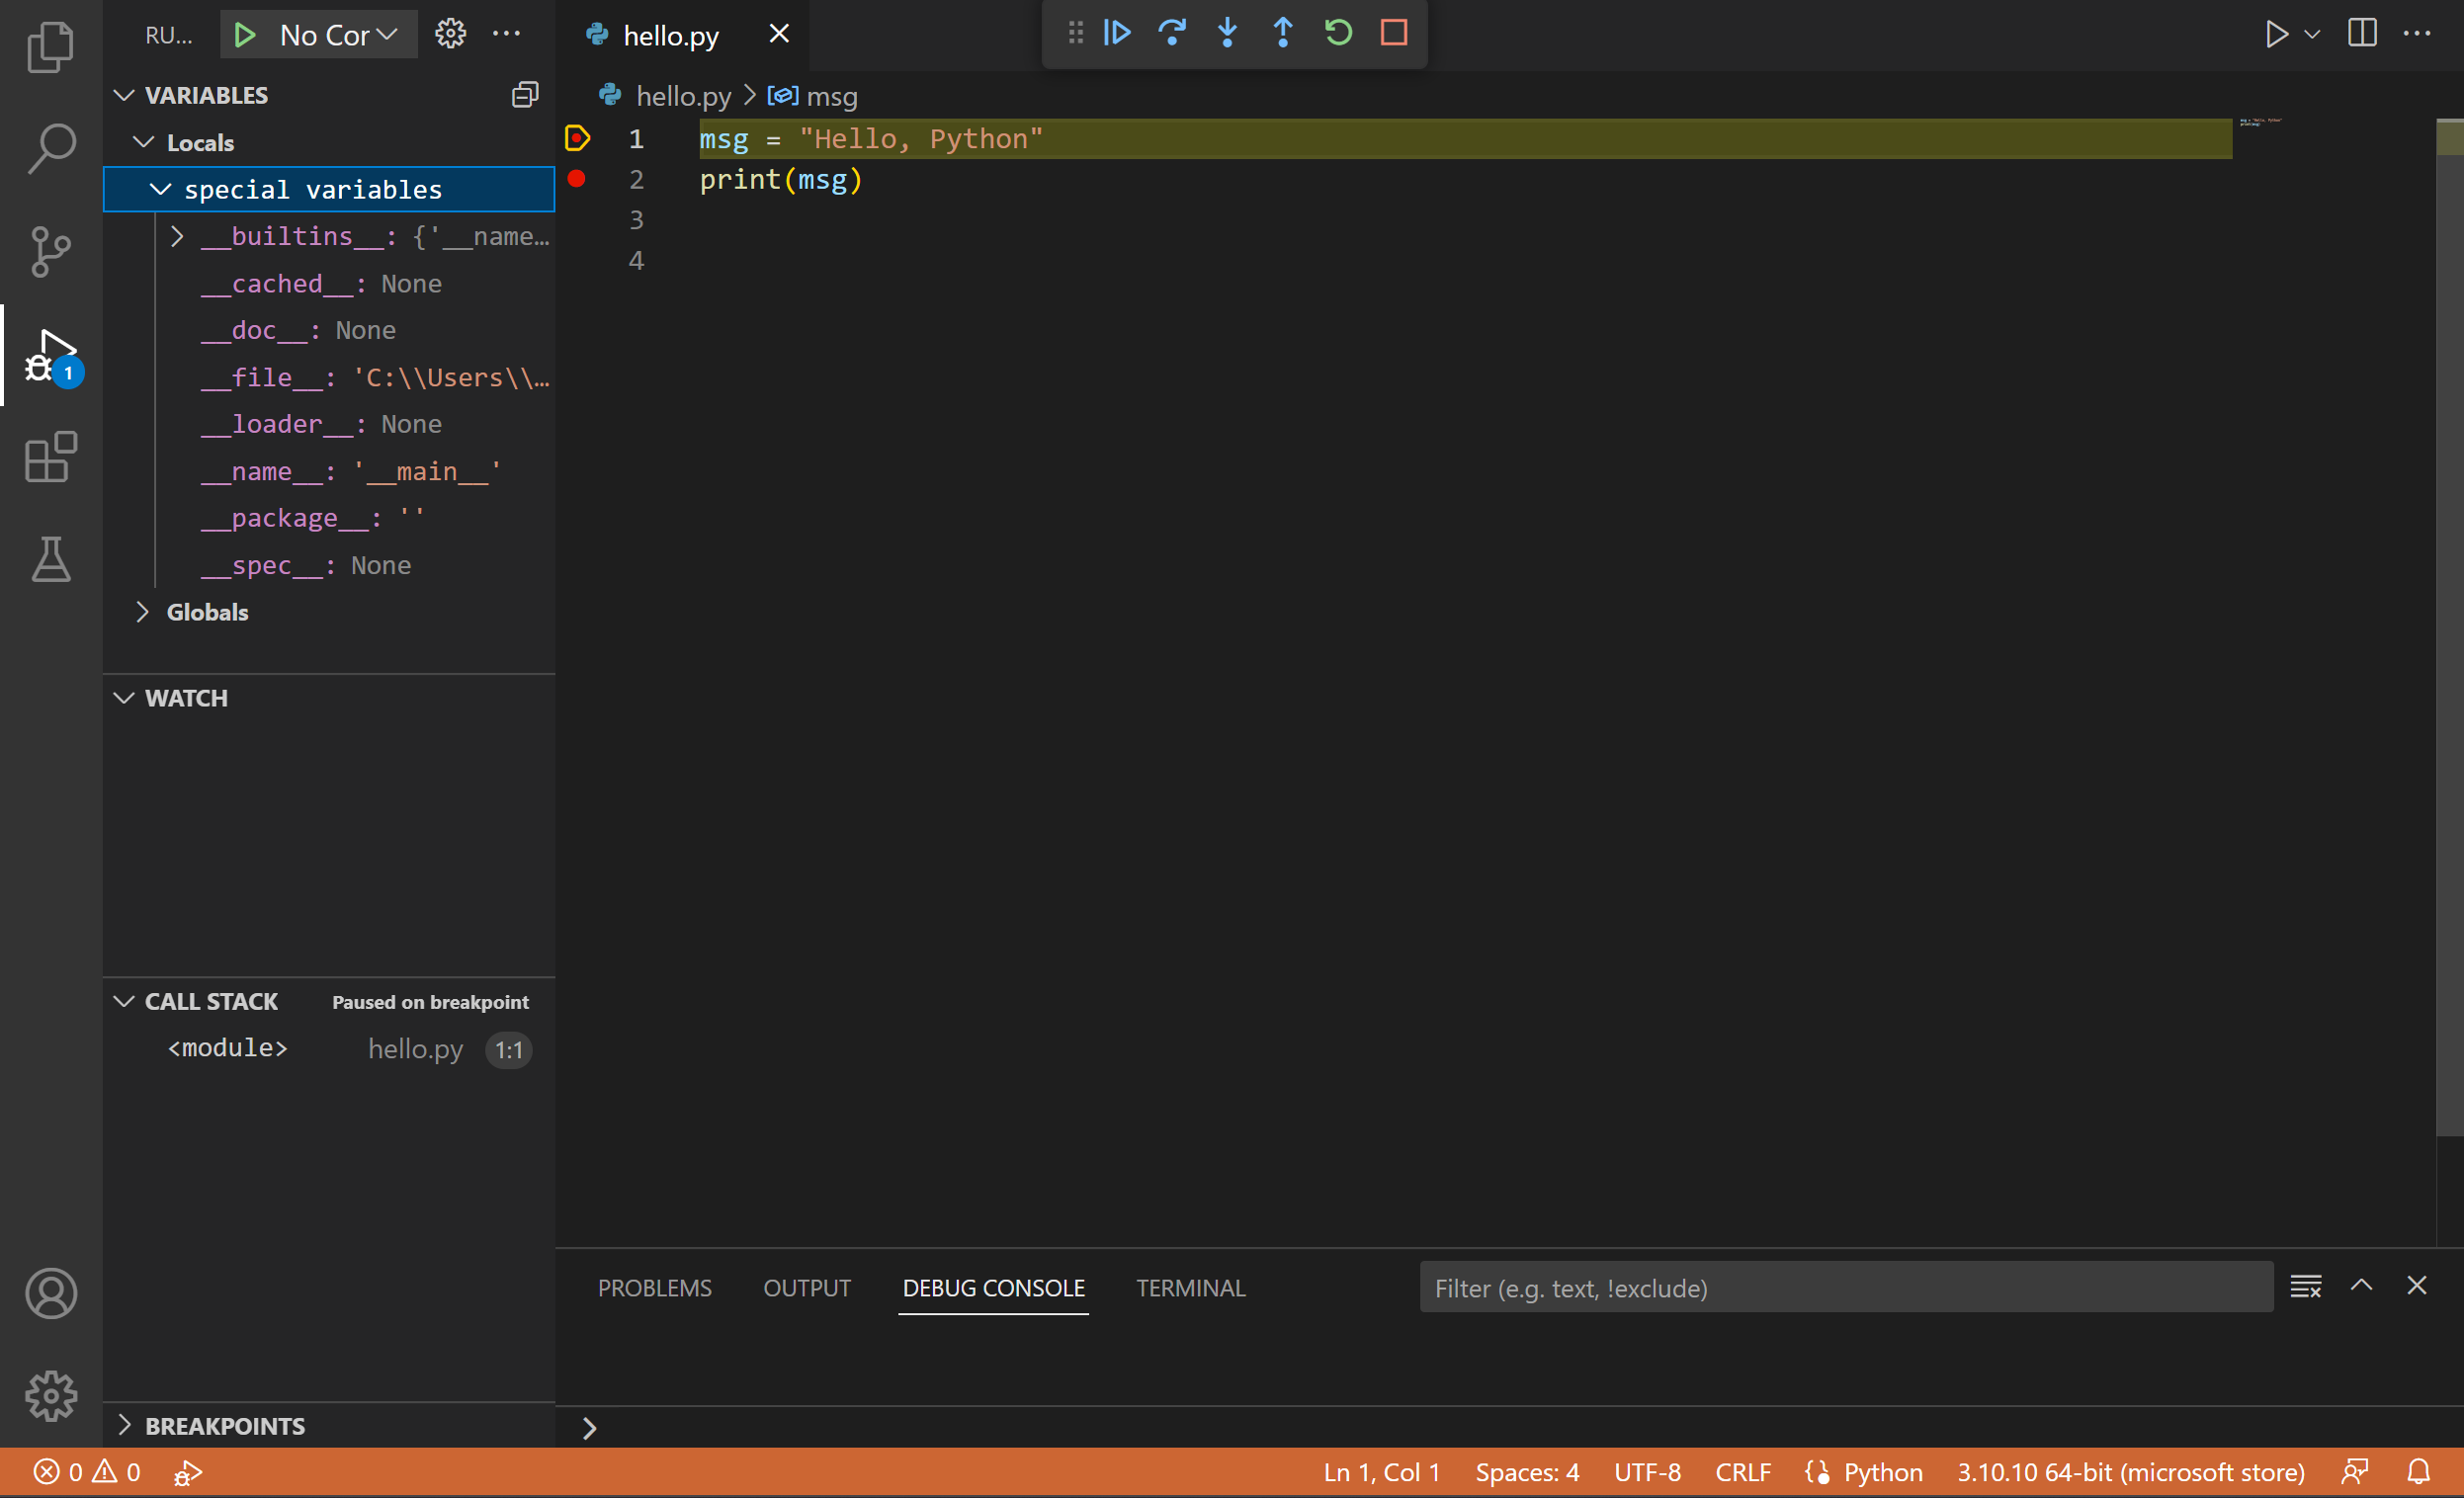 RU...
No Cor
hello.py
VARIABLES
Locals
special variables
__builtins__: {'__name...
__cached__: None
__doc__: None
__file__: 'C:\\Users\\...
__loader__: None
__name__: '__main__'
__package__: ''
__spec__: None
Globals
WATCH
CALL STACK Paused on breakpoint
<module> hello.py 1:1
BREAKPOINTS
1
hello.py > msg
1 msg = "Hello, Python"
2 print(msg)
3
4
PROBLEMS OUTPUT DEBUG CONSOLE TERMINAL
Filter (e.g. text, !exclude)
0 0
Ln 1, Col 1 Spaces: 4 UTF-8 CRLF Python 3.10.10 64-bit (microsoft store)